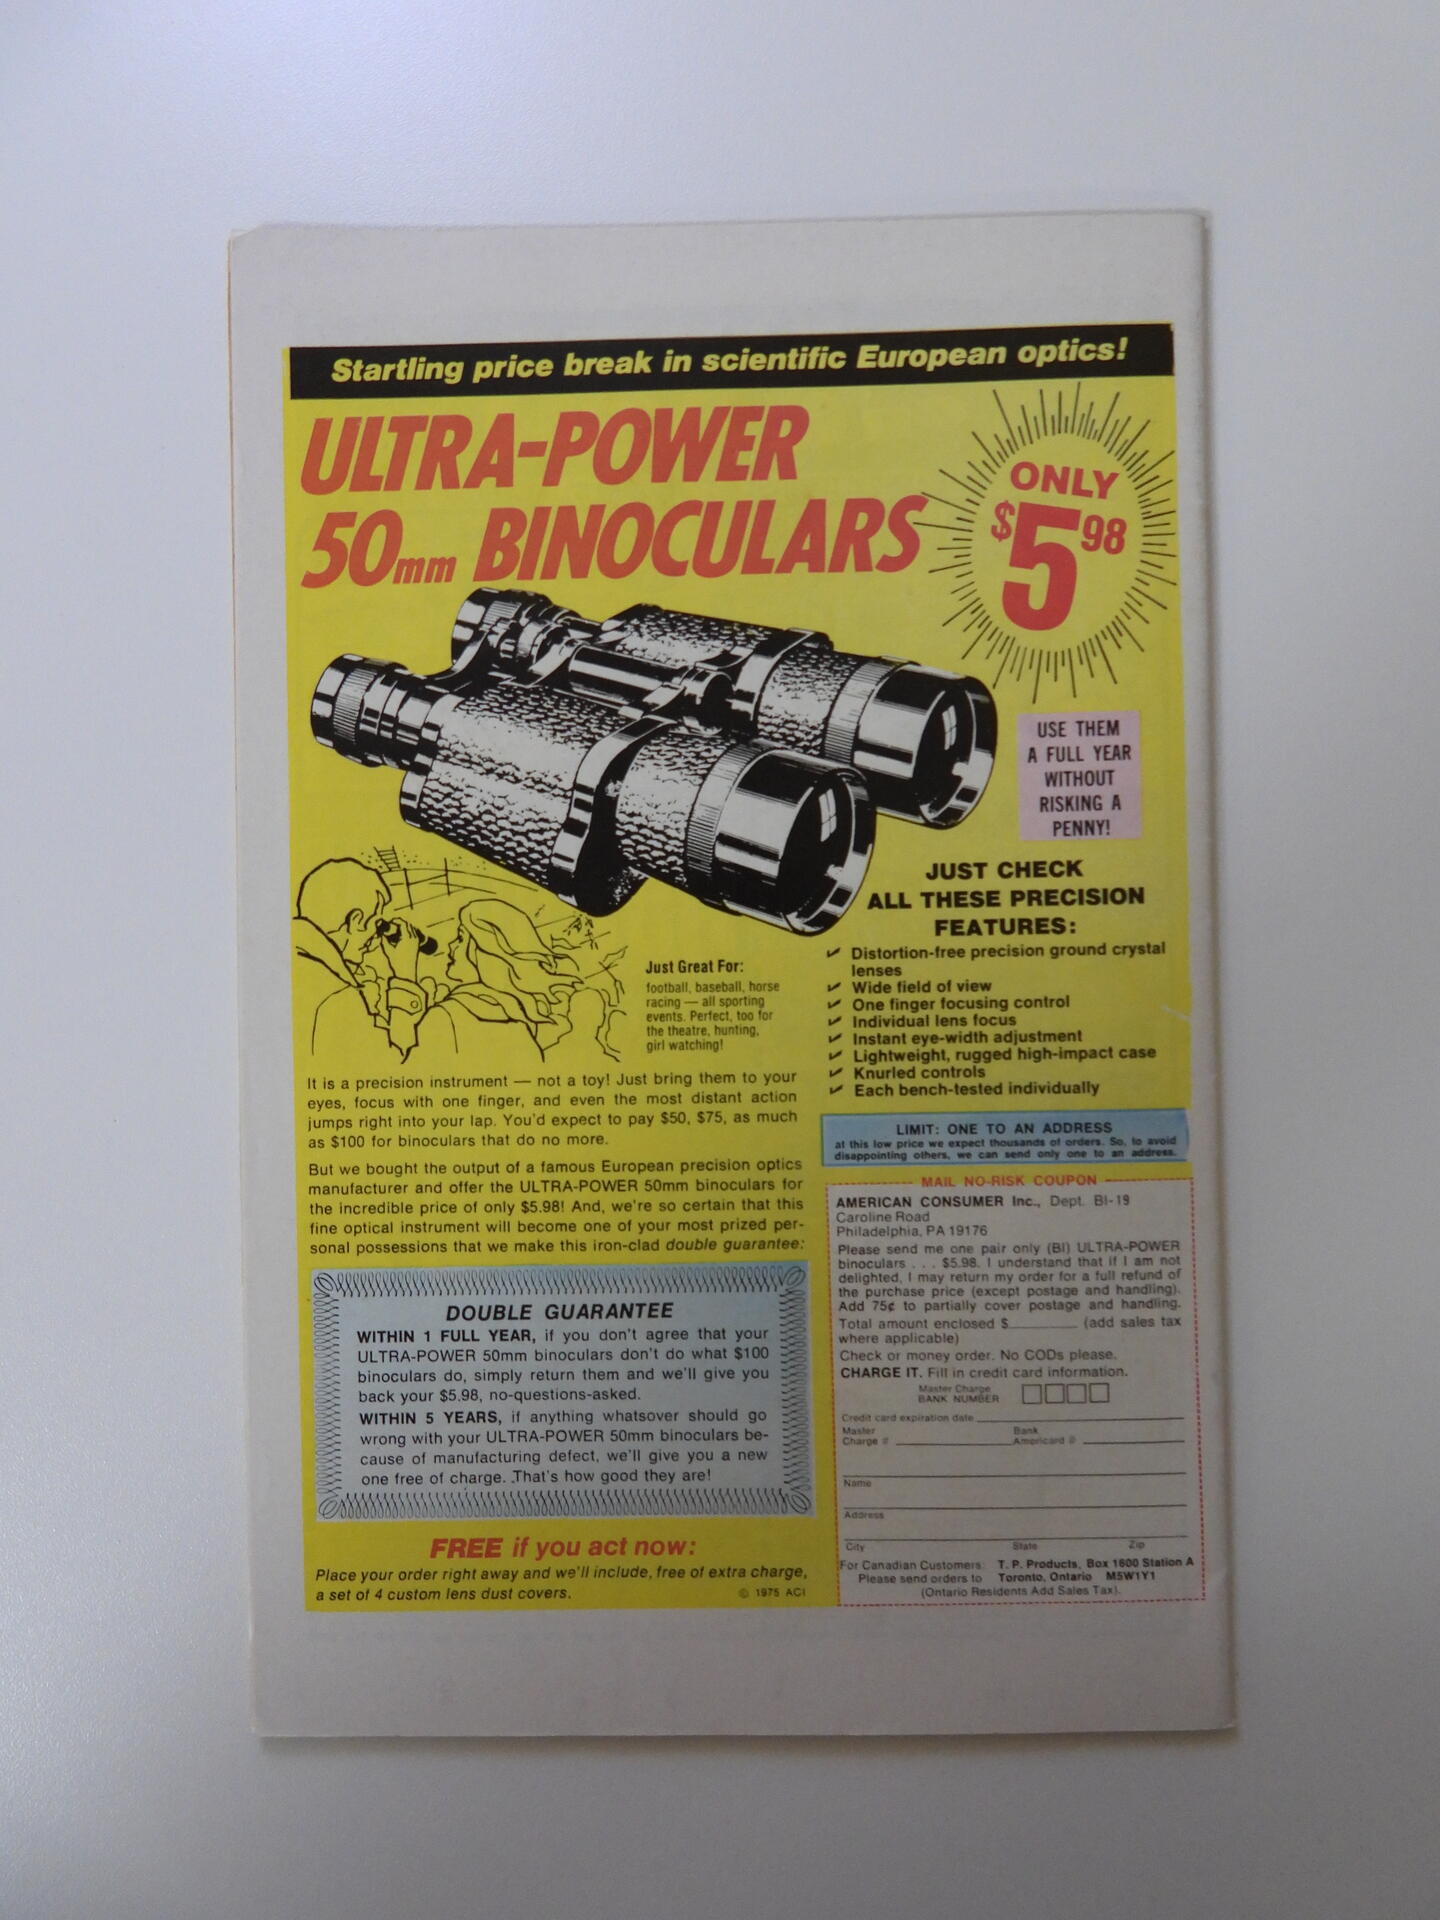 Startling price break in scientific European optics!
ULTRA-POWER
50mm BINOCULARS
ONLY
$5 98
USE THEM
A FULL YEAR
WITHOUT
RISKING A
PENNY!
JUST CHECK
ALL THESE PRECISION
FEATURES:
✔ Distortion-free precision ground crystal
lenses
✔ Wide field of view
✔ One finger focusing control
✔ Individual lens focus
✔ Instant eye-width adjustment
✔ Lightweight, rugged high-impact case
✔ Knurled controls
✔ Each bench-tested individually
Just Great For:
football, baseball, horse
racing — all sporting
events. Perfect, too for
the theatre, hunting,
girl watching!
It is a precision instrument — not a toy! Just bring them to your
eyes, focus with one finger, and even the most distant action
jumps right into your lap. You'd expect to pay $50, $75, as much
as $100 for binoculars that do no more.
But we bought the output of a famous European precision optics
manufacturer and offer the ULTRA-POWER 50mm binoculars for
the incredible price of only $5.98! And, we're so certain that this
fine optical instrument will become one of your most prized per-
sonal possessions that we make this iron-clad double guarantee:
DOUBLE GUARANTEE
WITHIN 1 FULL YEAR, if you don't agree that your
ULTRA-POWER 50mm binoculars don't do what $100
binoculars do, simply return them and we'll give you
back your $5.98, no-questions-asked.
WITHIN 5 YEARS, if anything whatsover should go
wrong with your ULTRA-POWER 50mm binoculars be-
cause of manufacturing defect, we'll give you a new
one free of charge. That's how good they are!
FREE if you act now:
Place your order right away and we'll include, free of extra charge,
a set of 4 custom lens dust covers.
© 1975 ACI
LIMIT: ONE TO AN ADDRESS
at this low price we expect thousands of orders. So, to avoid
disappointing others, we can send only one to an address.
MAIL NO-RISK COUPON
AMERICAN CONSUMER Inc., Dept. BI-19
Caroline Road
Philadelphia, PA 19176
Please send me one pair only (BI) ULTRA-POWER
binoculars . . . $5.98. I understand that if I am not
delighted, I may return my order for a full refund of
the purchase price (except postage and handling).
Add 75¢ to partially cover postage and handling.
Total amount enclosed $________ (add sales tax
where applicable)
Check or money order. No CODs please.
CHARGE IT. Fill in credit card information.
Master Charge
BANK NUMBER
Credit card expiration date
Master Bank
Charge # Americard #
Name
Address
City State Zip
For Canadian Customers: T. P. Products, Box 1600 Station A
Please send orders to Toronto, Ontario M5W1Y1
(Ontario Residents Add Sales Tax).